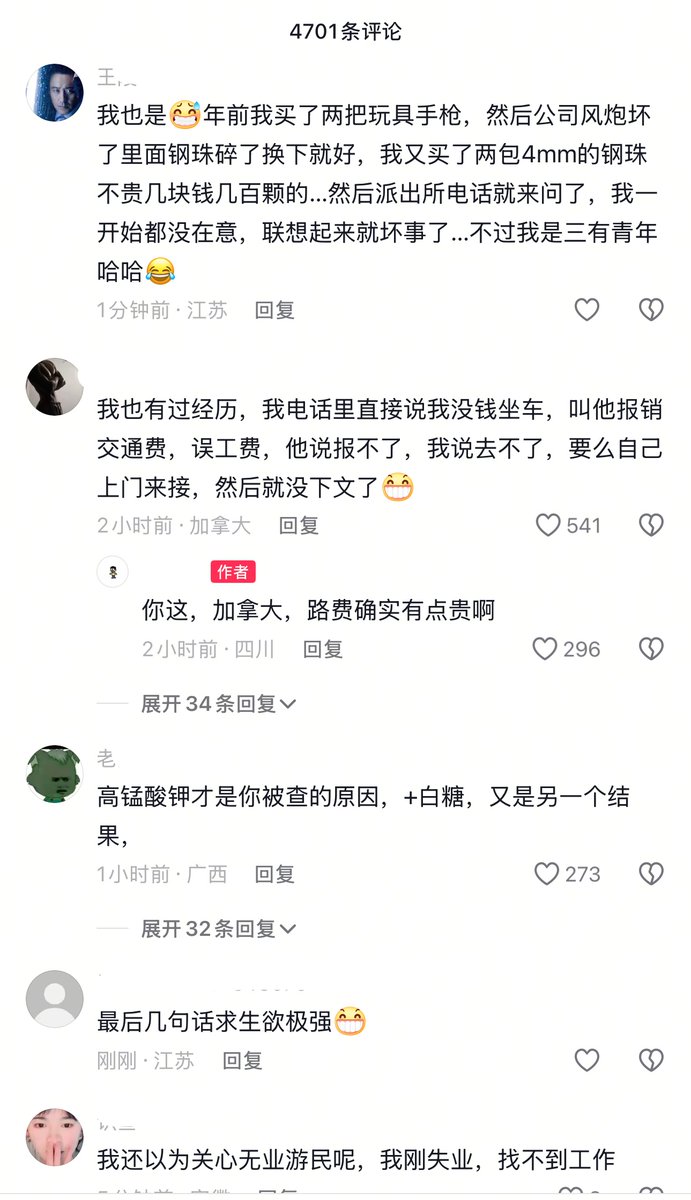 4701条评论
我也是😷年前我买了两把玩具手枪，然后公司风炮坏
了里面钢珠碎了换下就好，我又买了两包4mm的钢珠
不贵几块钱几百颗的...然后派出所电话就来问了，我一
开始都没在意，联想起来就坏事了...不过我是三有青年
哈哈😂
1分钟前 · 江苏 回复
我也有过经历，我电话里直接说我没钱坐车，叫他报销
交通费，误工费，他说报不了，我说去不了，要么自己
上门来接，然后就没下文了😁
2小时前 · 加拿大 回复 541
作者
你这，加拿大，路费确实有点贵啊
2小时前 · 四川 回复 296
展开34条回复
老
高锰酸钾才是你被查的原因，+白糖，又是另一个结
果，
1小时前 · 广西 回复 273
展开32条回复
最后几句话求生欲极强😁
刚刚 · 江苏 回复
我还以为关心无业游民呢，我刚失业，找不到工作